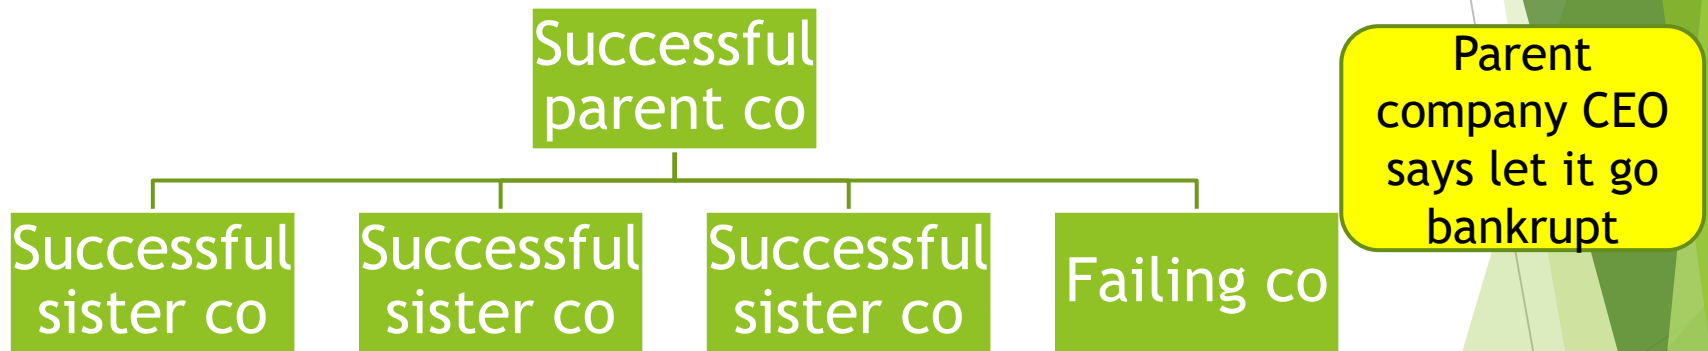 Successful
parent co
Parent
company CEO
says let it go
bankrupt
Successful
sister co
Successful
sister co
Successful
sister co
Failing co